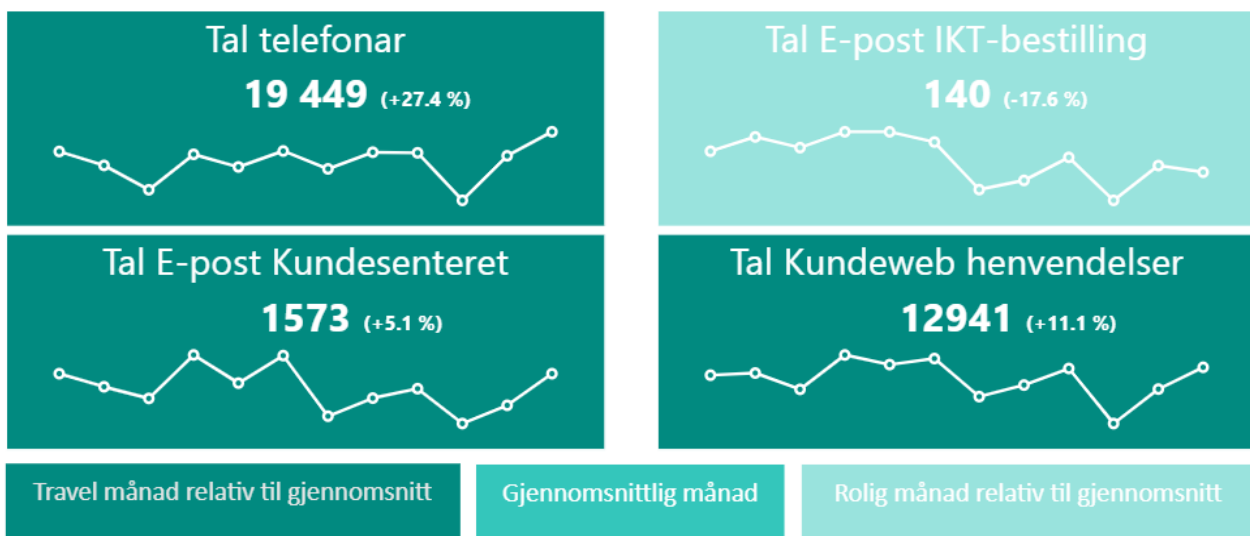 Tal telefonar
19 449 (+27.4 %)
Tal E-post IKT-bestilling
140 (-17.6 %)
Tal E-post Kundesenteret
1573 (+5.1 %)
Tal Kundeweb henvendelser
12941 (+11.1 %)
Travel månad relativ til gjennomsnitt
Gjennomsnittlig månad
Rolig månad relativ til gjennomsnitt